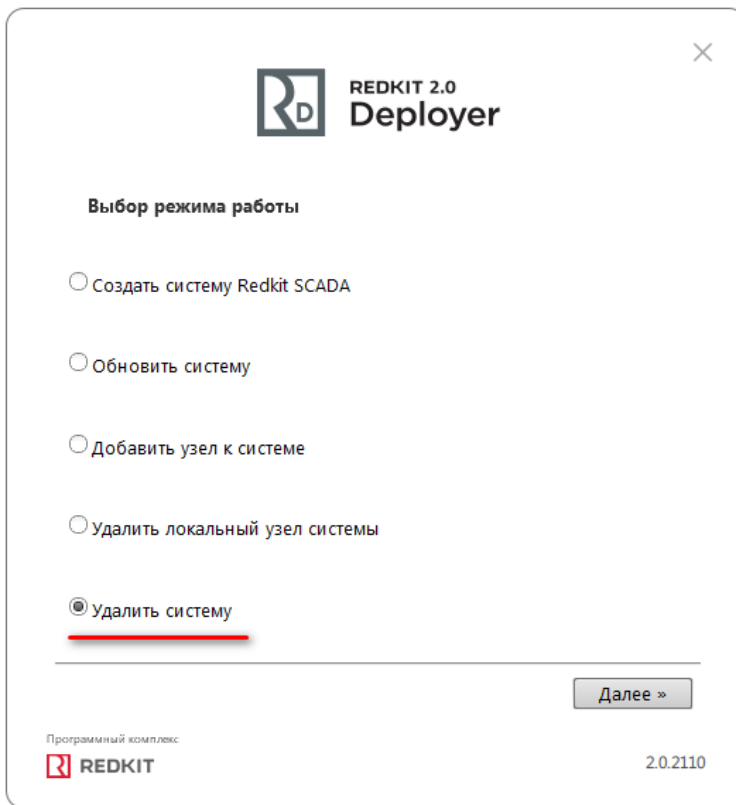 REDKIT 2.0
Deployer
Выбор режима работы
Создать систему Redkit SCADA
Обновить систему
Добавить узел к системе
Удалить локальный узел системы
Удалить систему
Далее »
Программный комплекс
REDKIT
2.0.2110